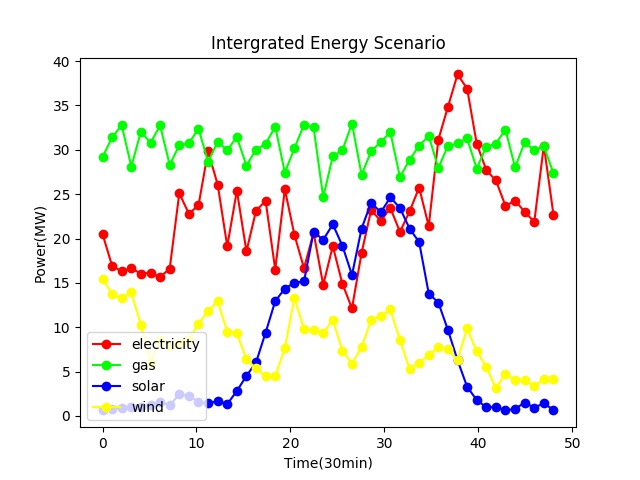 Intergrated Energy Scenario
Power(MW)
40
35
30
25
20
15
10
5
0
electricity
gas
solar
wind
0 10 20 30 40 50
Time(30min)